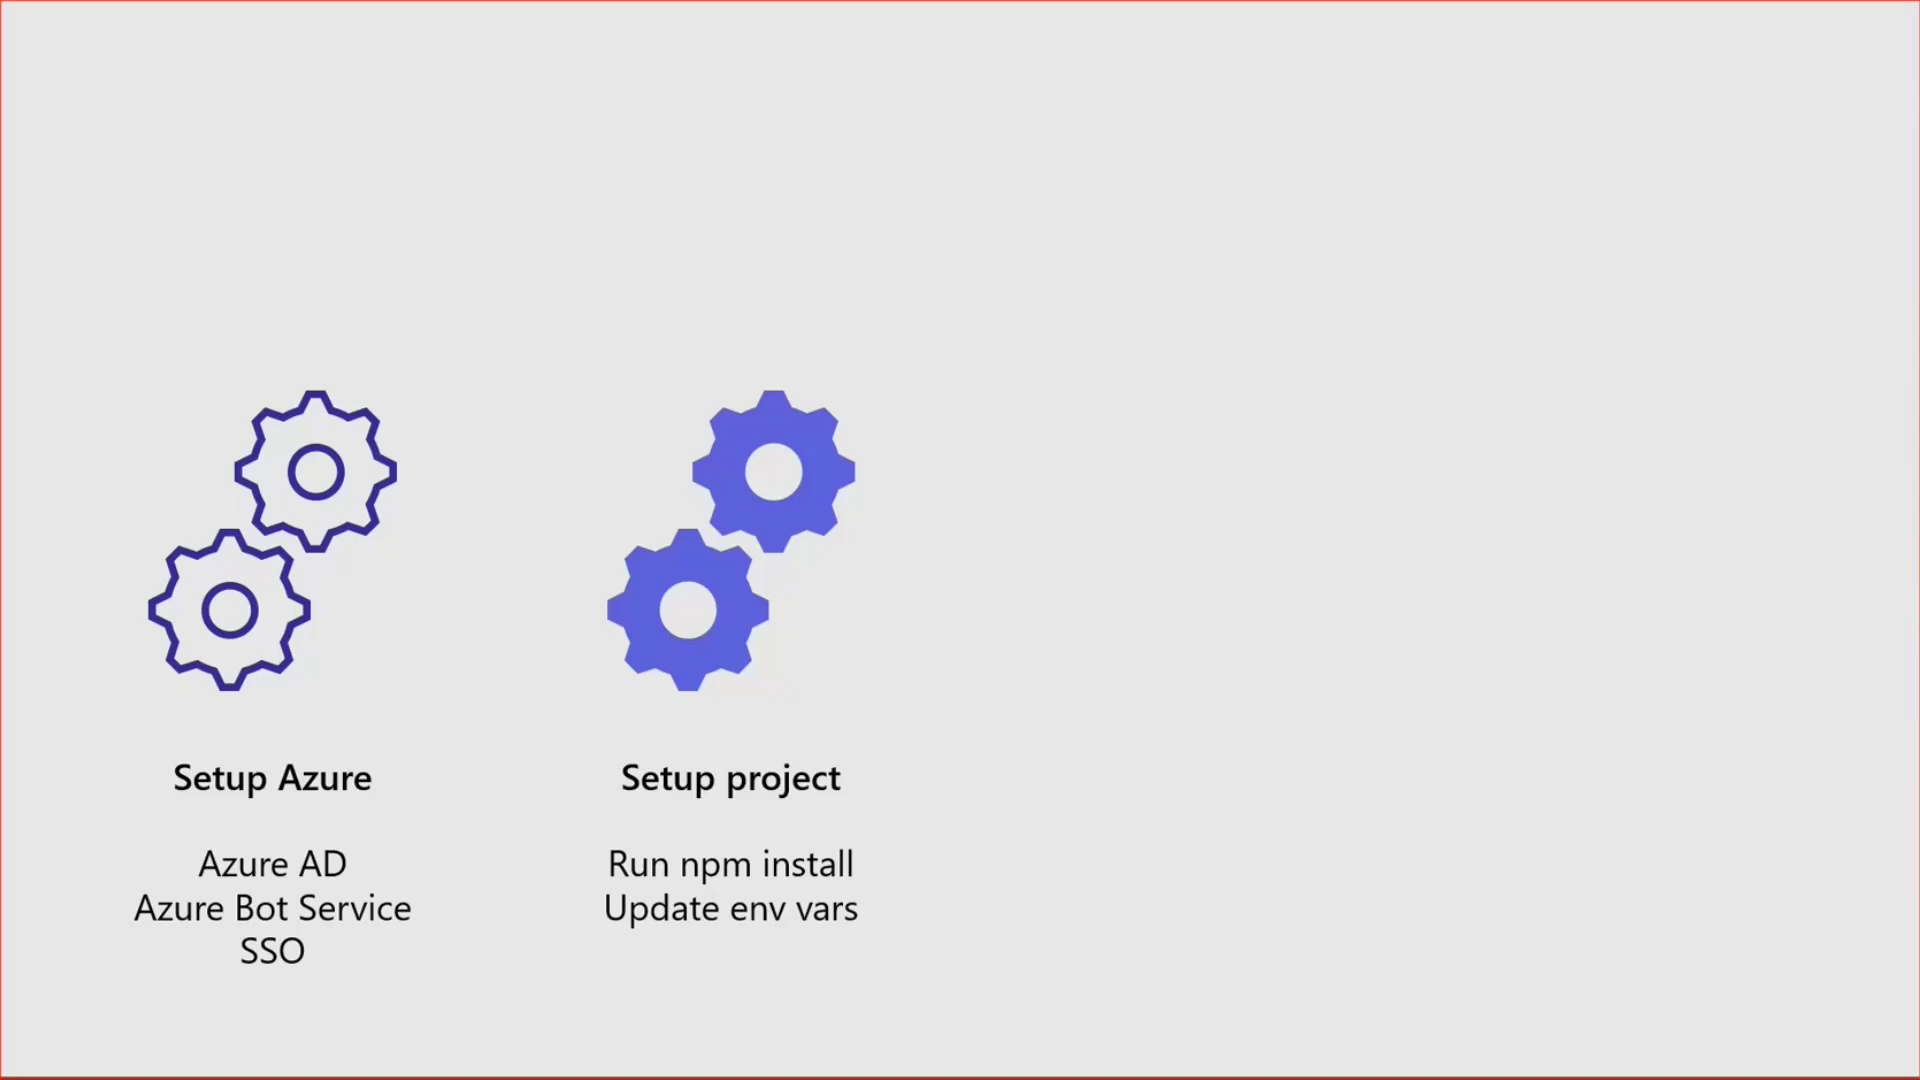 Setup Azure
Azure AD
Azure Bot Service
SSO
Setup project
Run npm install
Update env vars